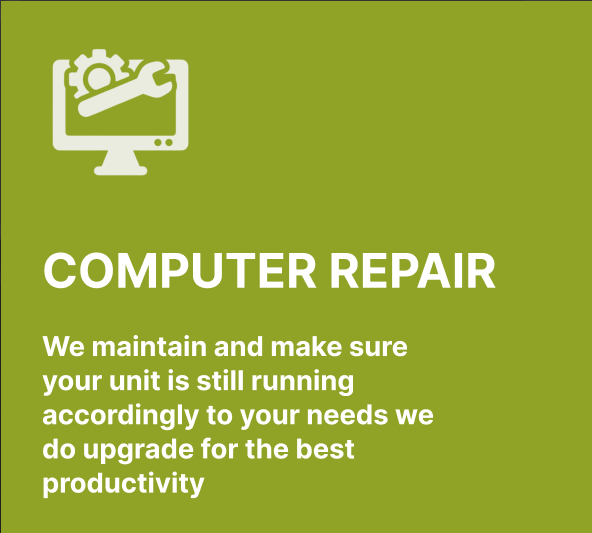 COMPUTER REPAIR
We maintain and make sure
your unit is still running
accordingly to your needs we
do upgrade for the best
productivity